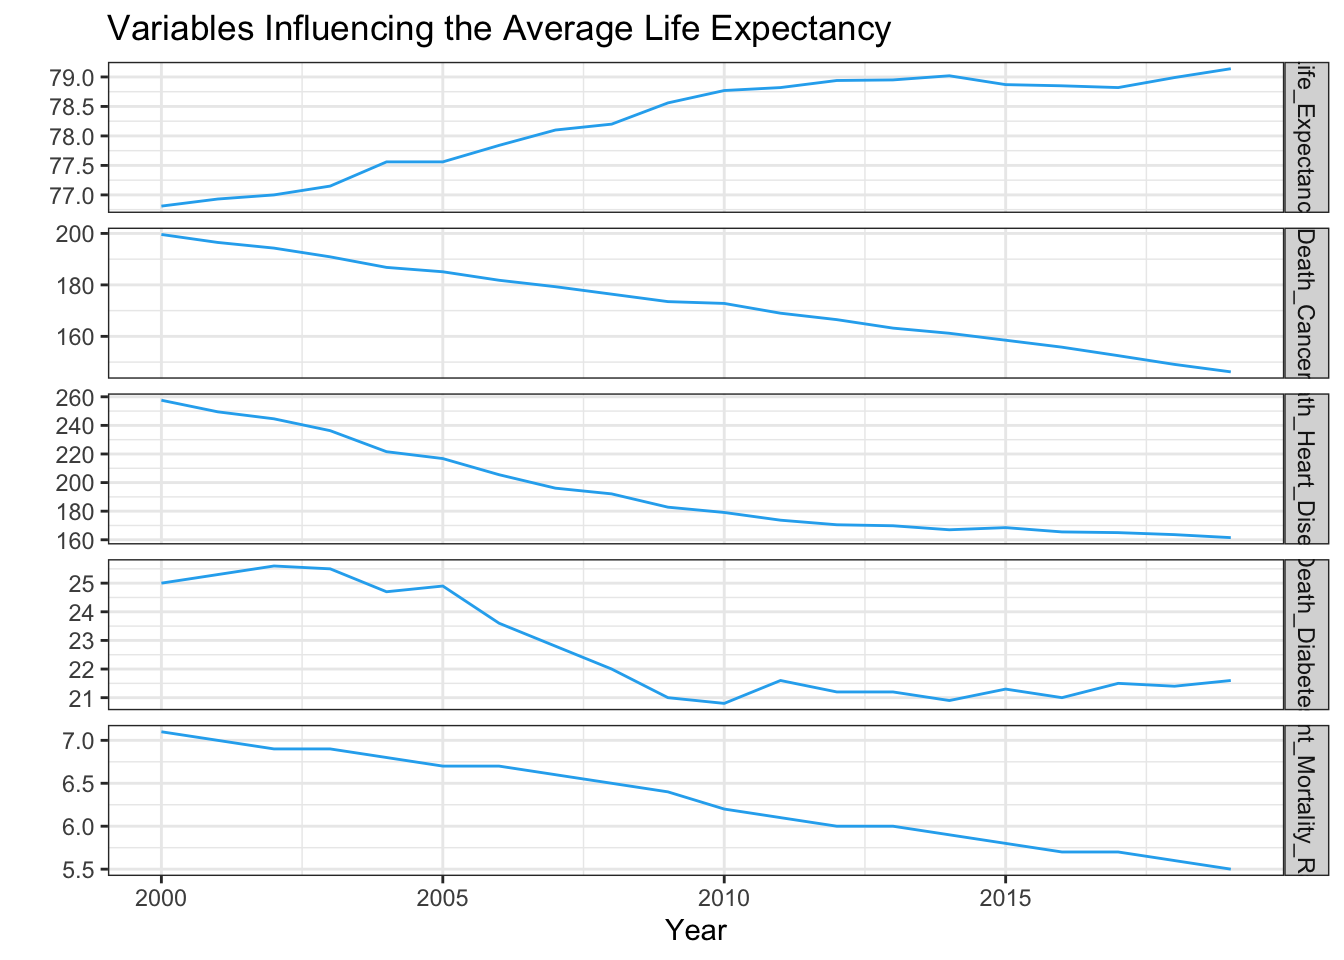 Variables Influencing the Average Life Expectancy
79.0
78.5
78.0
77.5
77.0
ife_Expectanc
200
180
160
Death_Cancer
260
240
220
200
180
160
th_Heart_Dise
25
24
23
22
21
Death_Diabete
7.0
6.5
6.0
5.5
nt_Mortality_R
2000 2005 2010 2015
Year